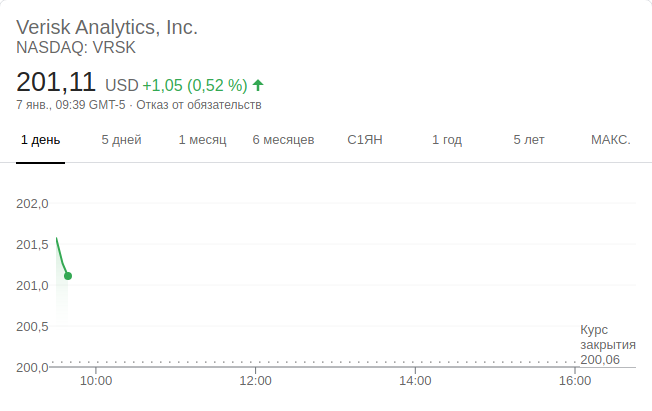 Verisk Analytics, Inc.
NASDAQ: VRSK
201,11 USD +1,05 (0,52 %)
7 янв., 09:39 GMT-5 · Отказ от обязательств
1 день 5 дней 1 месяц 6 месяцев С1ЯН 1 год 5 лет МАКС.
202,0
201,5
201,0
200,5
Курс
закрытия
200,06
200,0
10:00 12:00 14:00 16:00